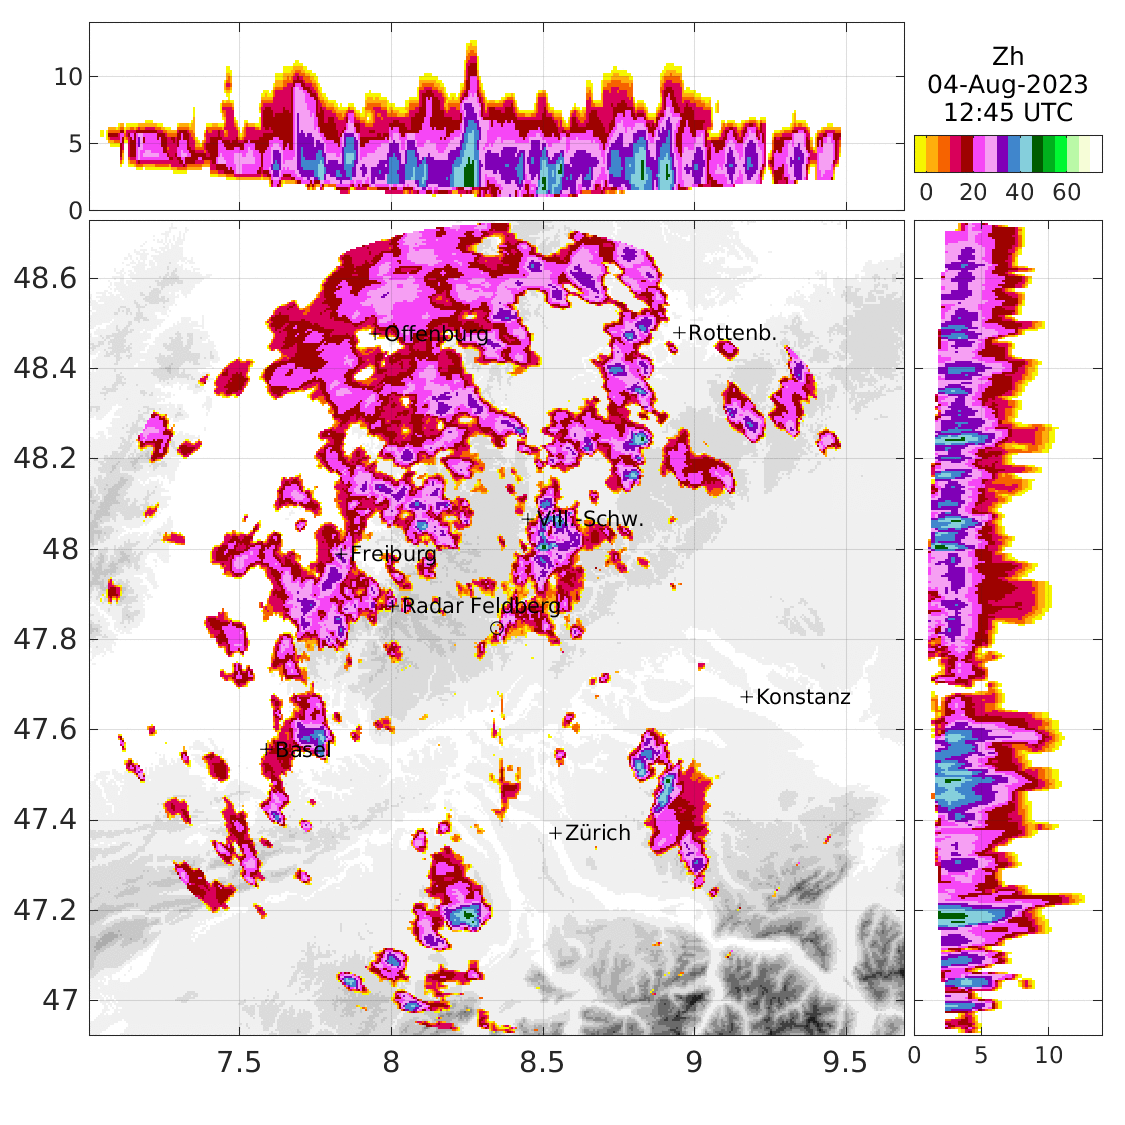 10
5
0
Zh
04-Aug-2023
12:45 UTC
0 20 40 60
48.6
48.4
48.2
48
47.8
47.6
47.4
47.2
47
+Offenburg
+Rottenb.
+Vill.-Schw.
+Freiburg
+Radar Feldberg
+Konstanz
+Basel
+Zürich
7.5 8 8.5 9 9.5
0 5 10